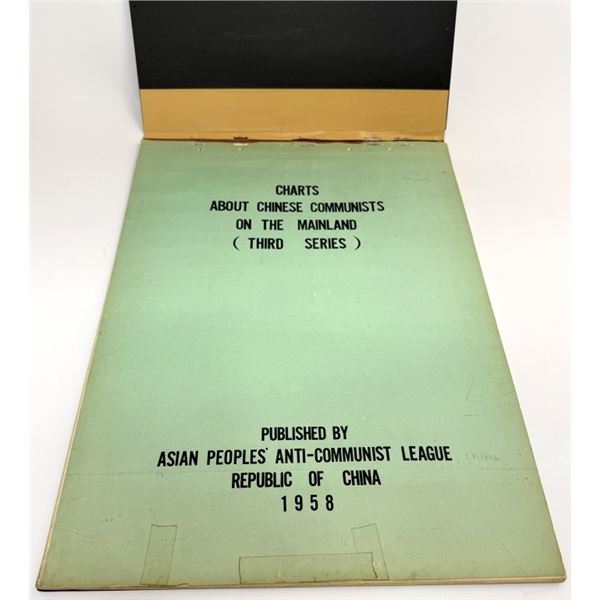 CHARTS
ABOUT CHINESE COMMUNISTS
ON THE MAINLAND
( THIRD SERIES )
PUBLISHED BY
ASIAN PEOPLES' ANTI-COMMUNIST LEAGUE
China
REPUBLIC OF CHINA
1958